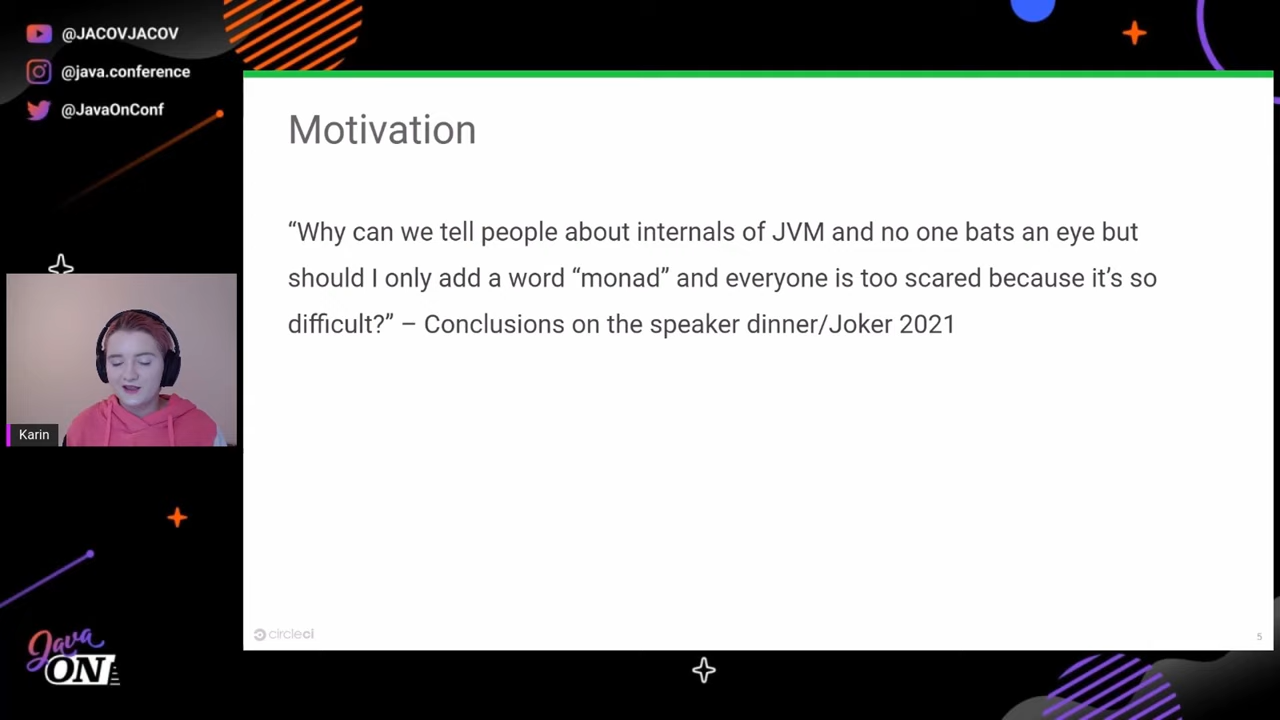 @JACOVJACOV
@java.conference
@JavaOnConf
Motivation
“Why can we tell people about internals of JVM and no one bats an eye but
should I only add a word “monad” and everyone is too scared because it’s so
difficult?” – Conclusions on the speaker dinner/Joker 2021
Karin
circleci
5
Java
ON